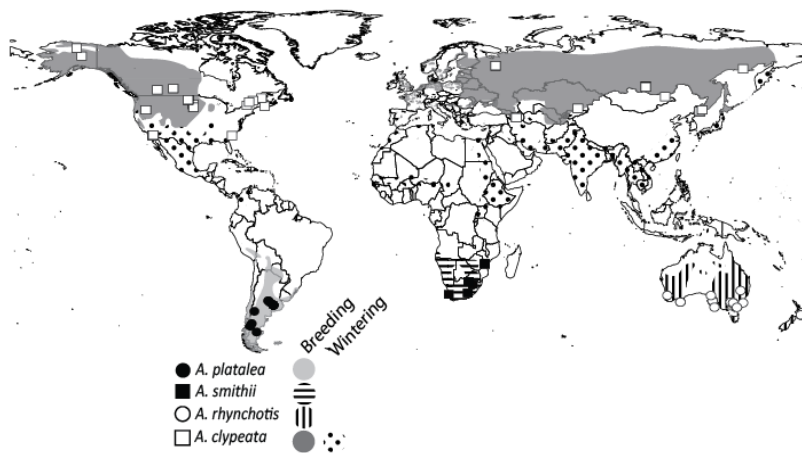 Breeding
Wintering
A. platalea
A. smithii
A. rhynchotis
A. clypeata